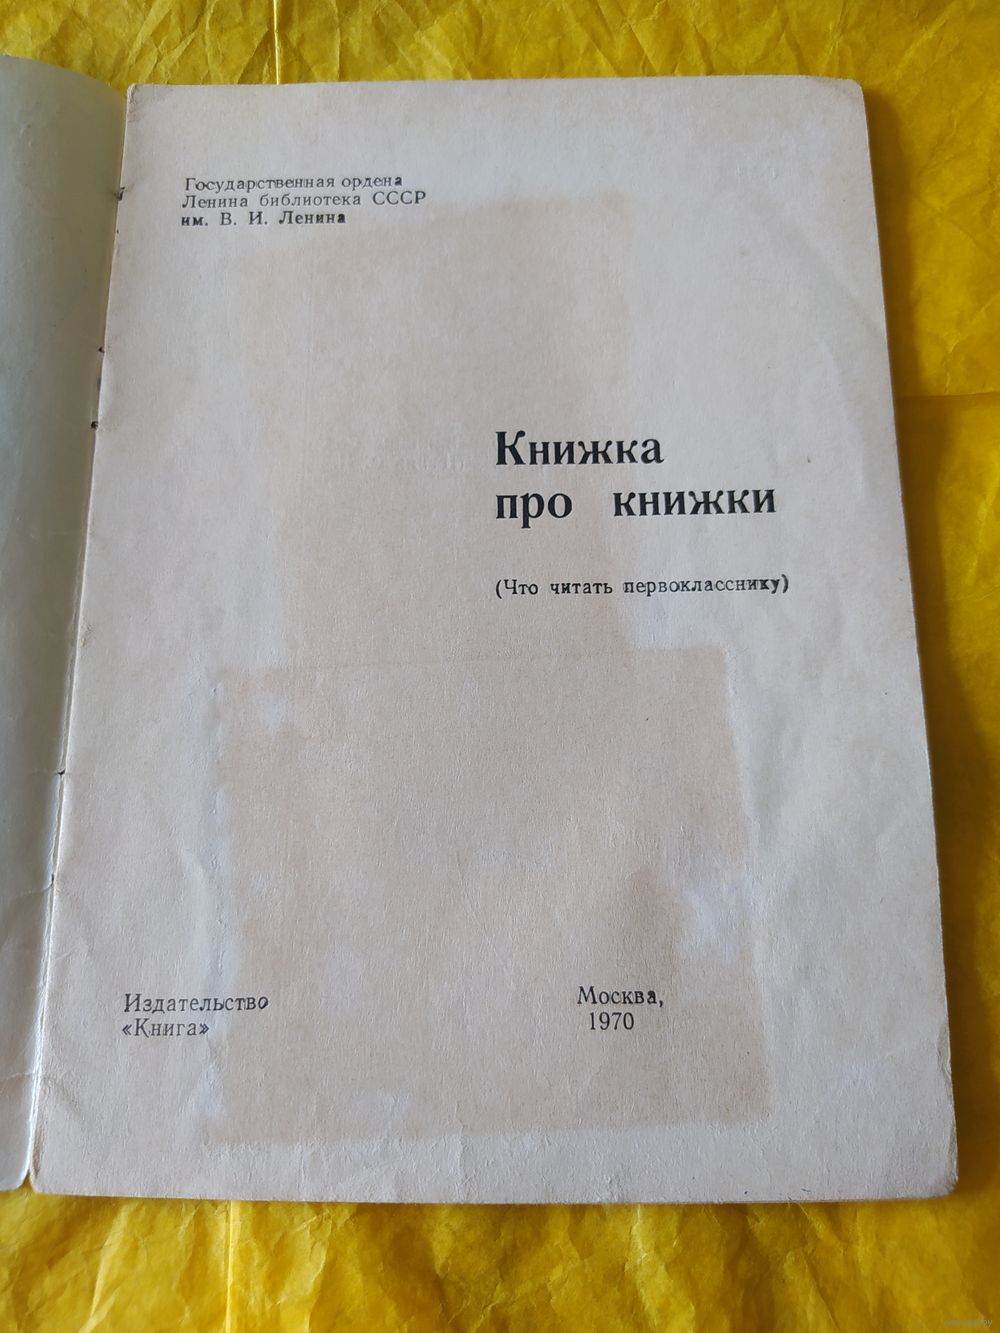 Государственная ордена
Ленина библиотека СССР
им. В. И. Ленина
Книжка
про книжки
(Что читать первокласснику)
Издательство
«Книга»
Москва,
1970